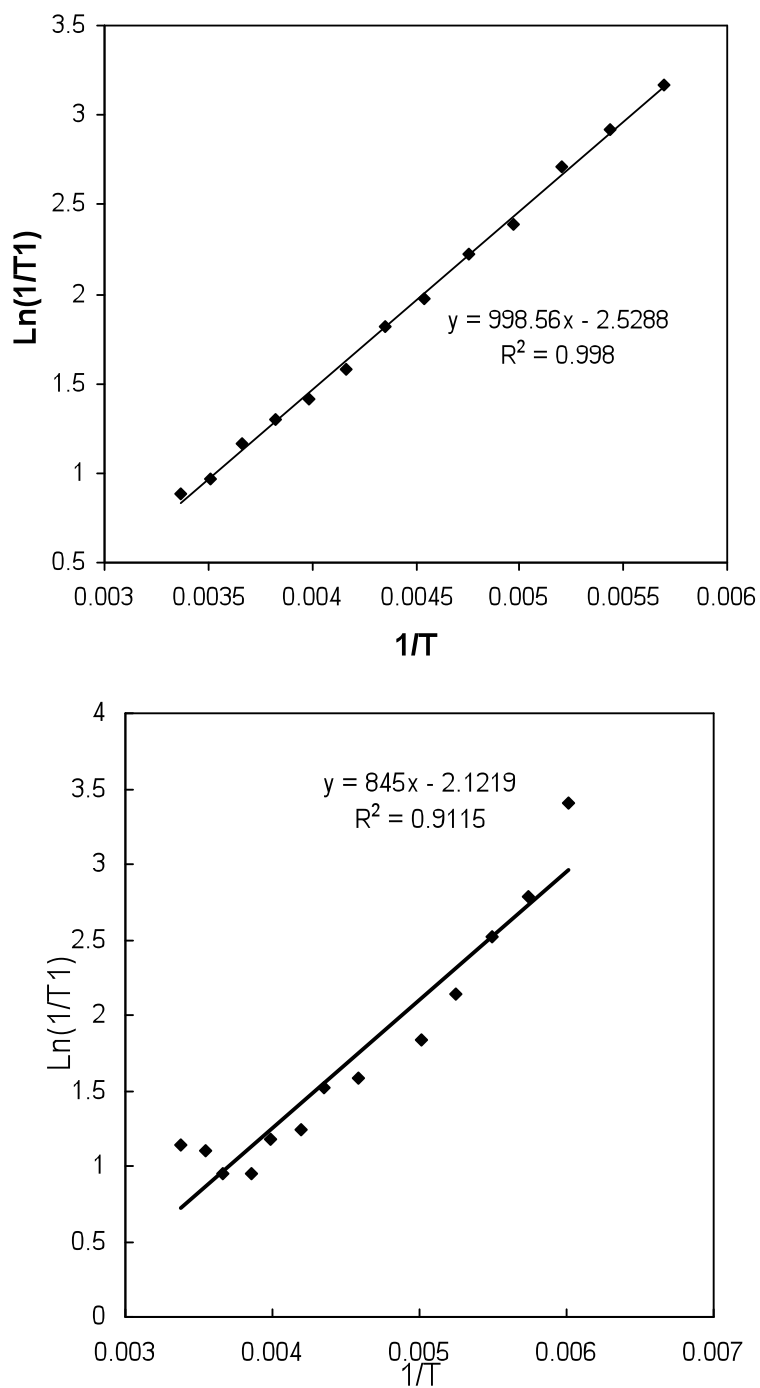 3.5
3
2.5
2
1.5
1
0.5
Ln(1/T1)
y = 998.56x - 2.5288
R² = 0.998
0.003 0.0035 0.004 0.0045 0.005 0.0055 0.006
1/T
4
3.5
3
2.5
2
1.5
1
0.5
0
Ln(1/T1)
y = 845x - 2.1219
R² = 0.9115
0.003 0.004 0.005 0.006 0.007
1/T